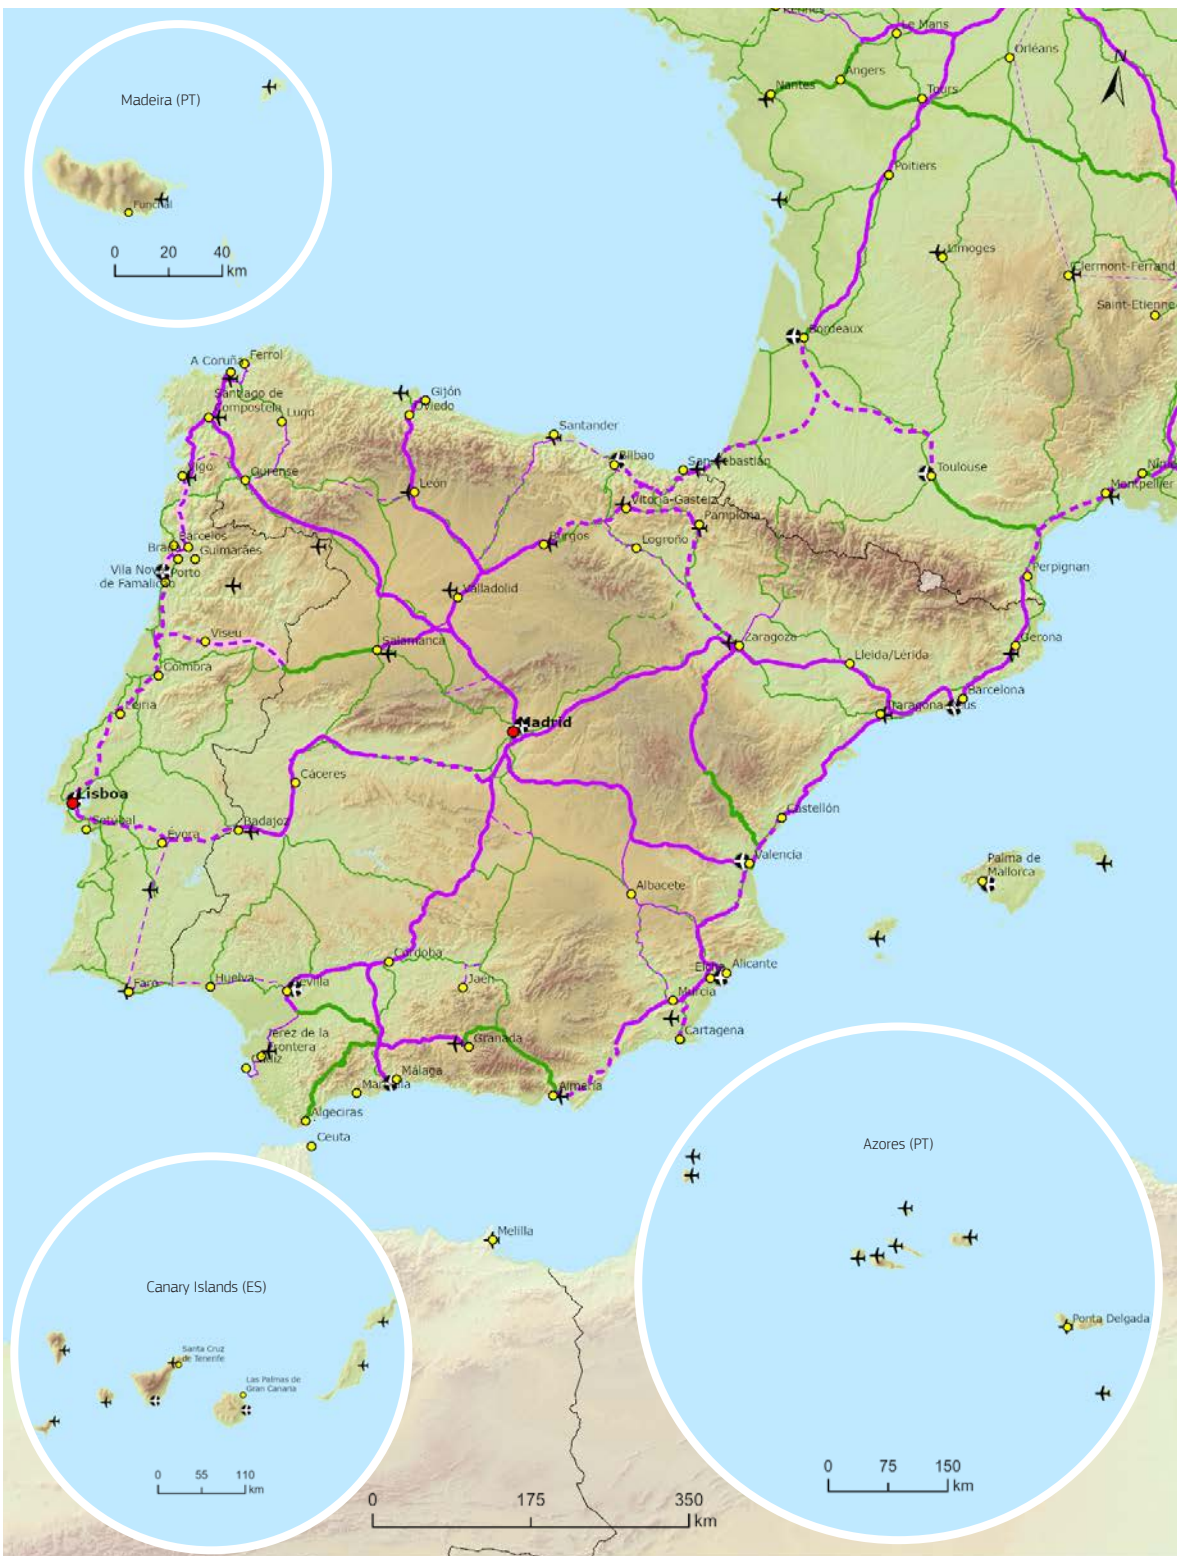 Rennes
Le Mans
Orléans
N
Angers
Nantes
Tours
Madeira (PT)
Poitiers
Funchal
0 20 40
km
Limoges
Clermont-Ferrand
Saint-Etienne
Bordeaux
Ferrol
A Coruña
Santiago de
Compostela
Lugo
Gijón
Oviedo
Santander
Bilbao
San Sebastián
Toulouse
Montpellier
Vigo
Ourense
León
Vitoria-Gasteiz
Pamplona
Burgos
Logroño
Barcelos
Braga
Guimarães
Vila Nova
de Famalicão
Porto
Perpignan
Valladolid
Viseu
Salamanca
Zaragoza
Gerona
Lleida/Lérida
Coimbra
Barcelona
Leiria
Tarragona-Reus
Madrid
Cáceres
Lisboa
Castellón
Setúbal
Évora
Badajoz
Valencia
Palma de
Mallorca
Albacete
Córdoba
Alicante
Elche
Faro
Huelva
Sevilla
Jaén
Murcia
Cartagena
Jerez de la
Frontera
Cádiz
Granada
Málaga
Marbella
Almería
Algeciras
Ceuta
Azores (PT)
Melilla
Canary Islands (ES)
Ponta Delgada
Santa Cruz
de Tenerife
Las Palmas de
Gran Canaria
0 55 110
km
0 75 150
km
0 175 350
km